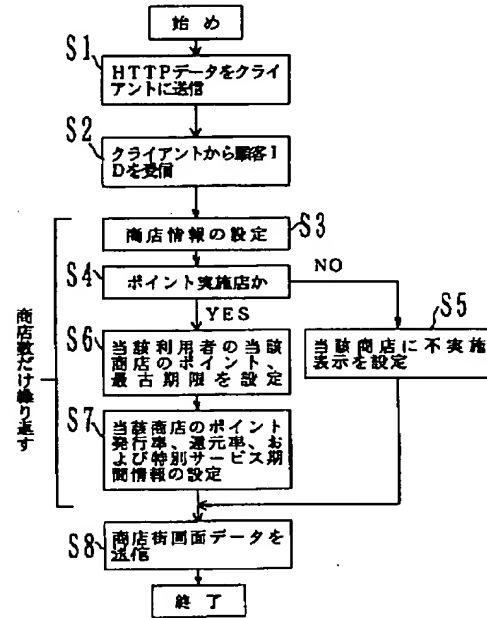 始め
S1
HTTPデータをクライ
アントに送信
S2
クライアントから顧客I
Dを受信
S3
商店情報の設定
S4
ポイント実施店か
NO
YES
S5
当該商店に不実施
表示を設定
S6
当該利用者の当該
商店のポイント、
最古期限を設定
S7
当該商店のポイント
発行率、還元率、お
よび特別サービス期
間情報の設定
商店数だけ繰り返す
S8
商店街画面データを
送信
終了